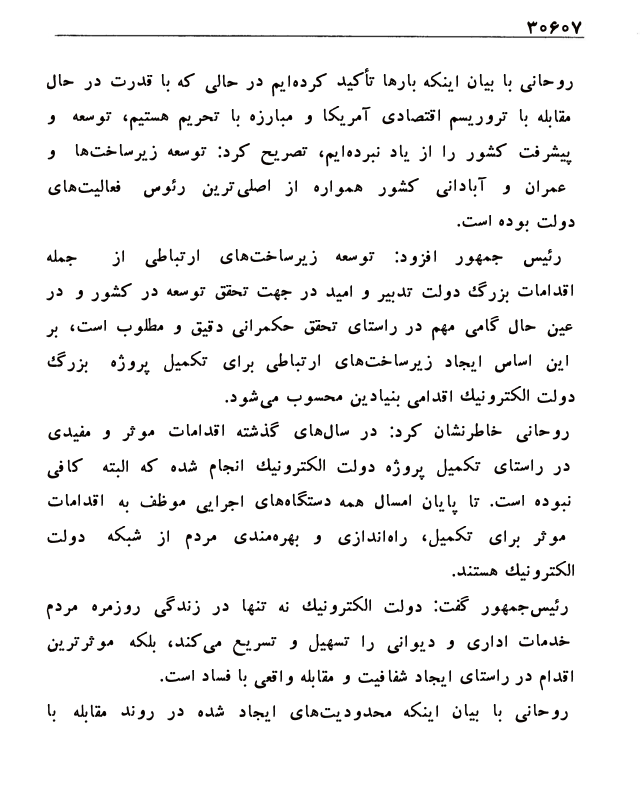 ۳۰۶۰۷
روحانی با بیان اینکه بارها تأکید کرده‌ایم در حالی که با قدرت در حال
مقابله با تروریسم اقتصادی آمریکا و مبارزه با تحریم هستیم، توسعه و
پیشرفت کشور را از یاد نبرده‌ایم، تصریح کرد: توسعه زیرساخت‌ها و
عمران و آبادانی کشور همواره از اصلی‌ترین رئوس فعالیت‌های
دولت بوده است.
رئیس جمهور افزود: توسعه زیرساخت‌های ارتباطی از جمله
اقدامات بزرگ دولت تدبیر و امید در جهت تحقق توسعه در کشور و در
عین حال گامی مهم در راستای تحقق حکمرانی دقیق و مطلوب است، بر
این اساس ایجاد زیرساخت‌های ارتباطی برای تکمیل پروژه بزرگ
دولت الکترونیك اقدامی بنیادین محسوب می‌شود.
روحانی خاطرنشان کرد: در سال‌های گذشته اقدامات موثر و مفیدی
در راستای تکمیل پروژه دولت الکترونیك انجام شده که البته کافی
نبوده است. تا پایان امسال همه دستگاه‌های اجرایی موظف به اقدامات
موثر برای تکمیل، راه‌اندازی و بهره‌مندی مردم از شبکه دولت
الکترونیك هستند.
رئیس‌جمهور گفت: دولت الکترونیك نه تنها در زندگی روزمره مردم
خدمات اداری و دیوانی را تسهیل و تسریع می‌کند، بلکه موثرترین
اقدام در راستای ایجاد شفافیت و مقابله واقعی با فساد است.
روحانی با بیان اینکه محدودیت‌های ایجاد شده در روند مقابله با